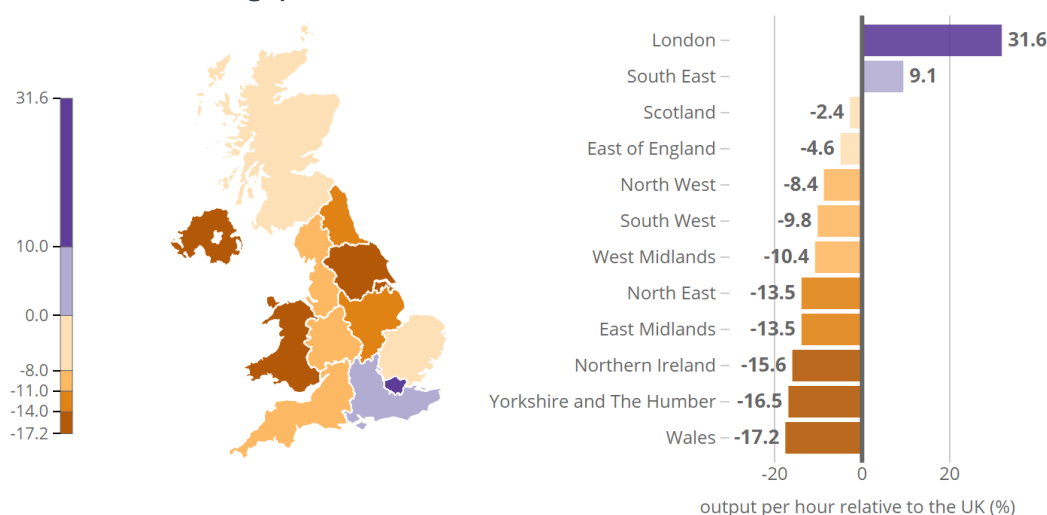 31.6
10.0
0.0
-8.0
-11.0
-14.0
-17.2
London
31.6
South East
9.1
Scotland
-2.4
East of England
-4.6
North West
-8.4
South West
-9.8
West Midlands
-10.4
North East
-13.5
East Midlands
-13.5
Northern Ireland
-15.6
Yorkshire and The Humber
-16.5
Wales
-17.2
-20
0
20
output per hour relative to the UK (%)